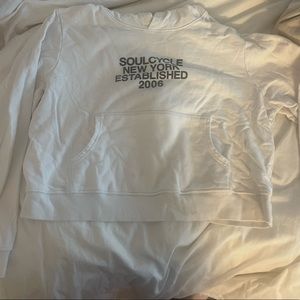 SOULCYCLE
NEW YORK
ESTABLISHED
2006